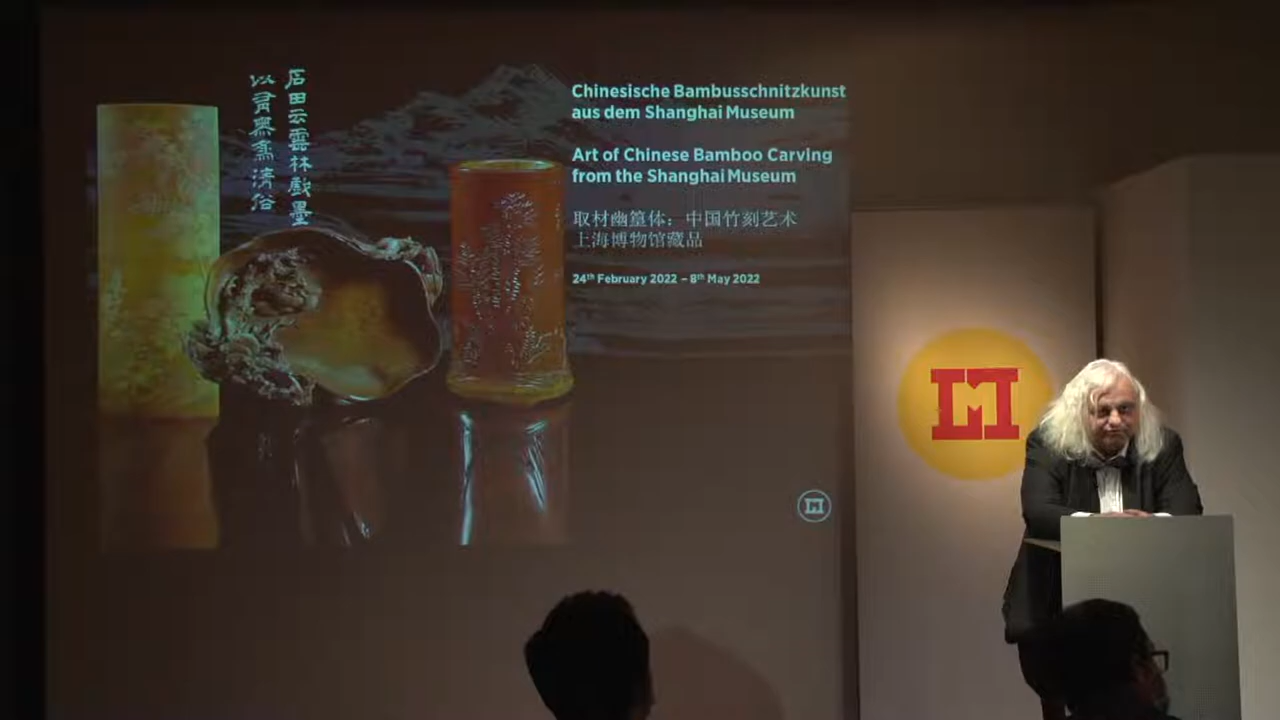 Chinesische Bambusschnitzkunst
aus dem Shanghai Museum
Art of Chinese Bamboo Carving
from the Shanghai Museum
取材幽篁体：中国竹刻艺术
上海博物馆藏品
24th February 2022 – 8th May 2022